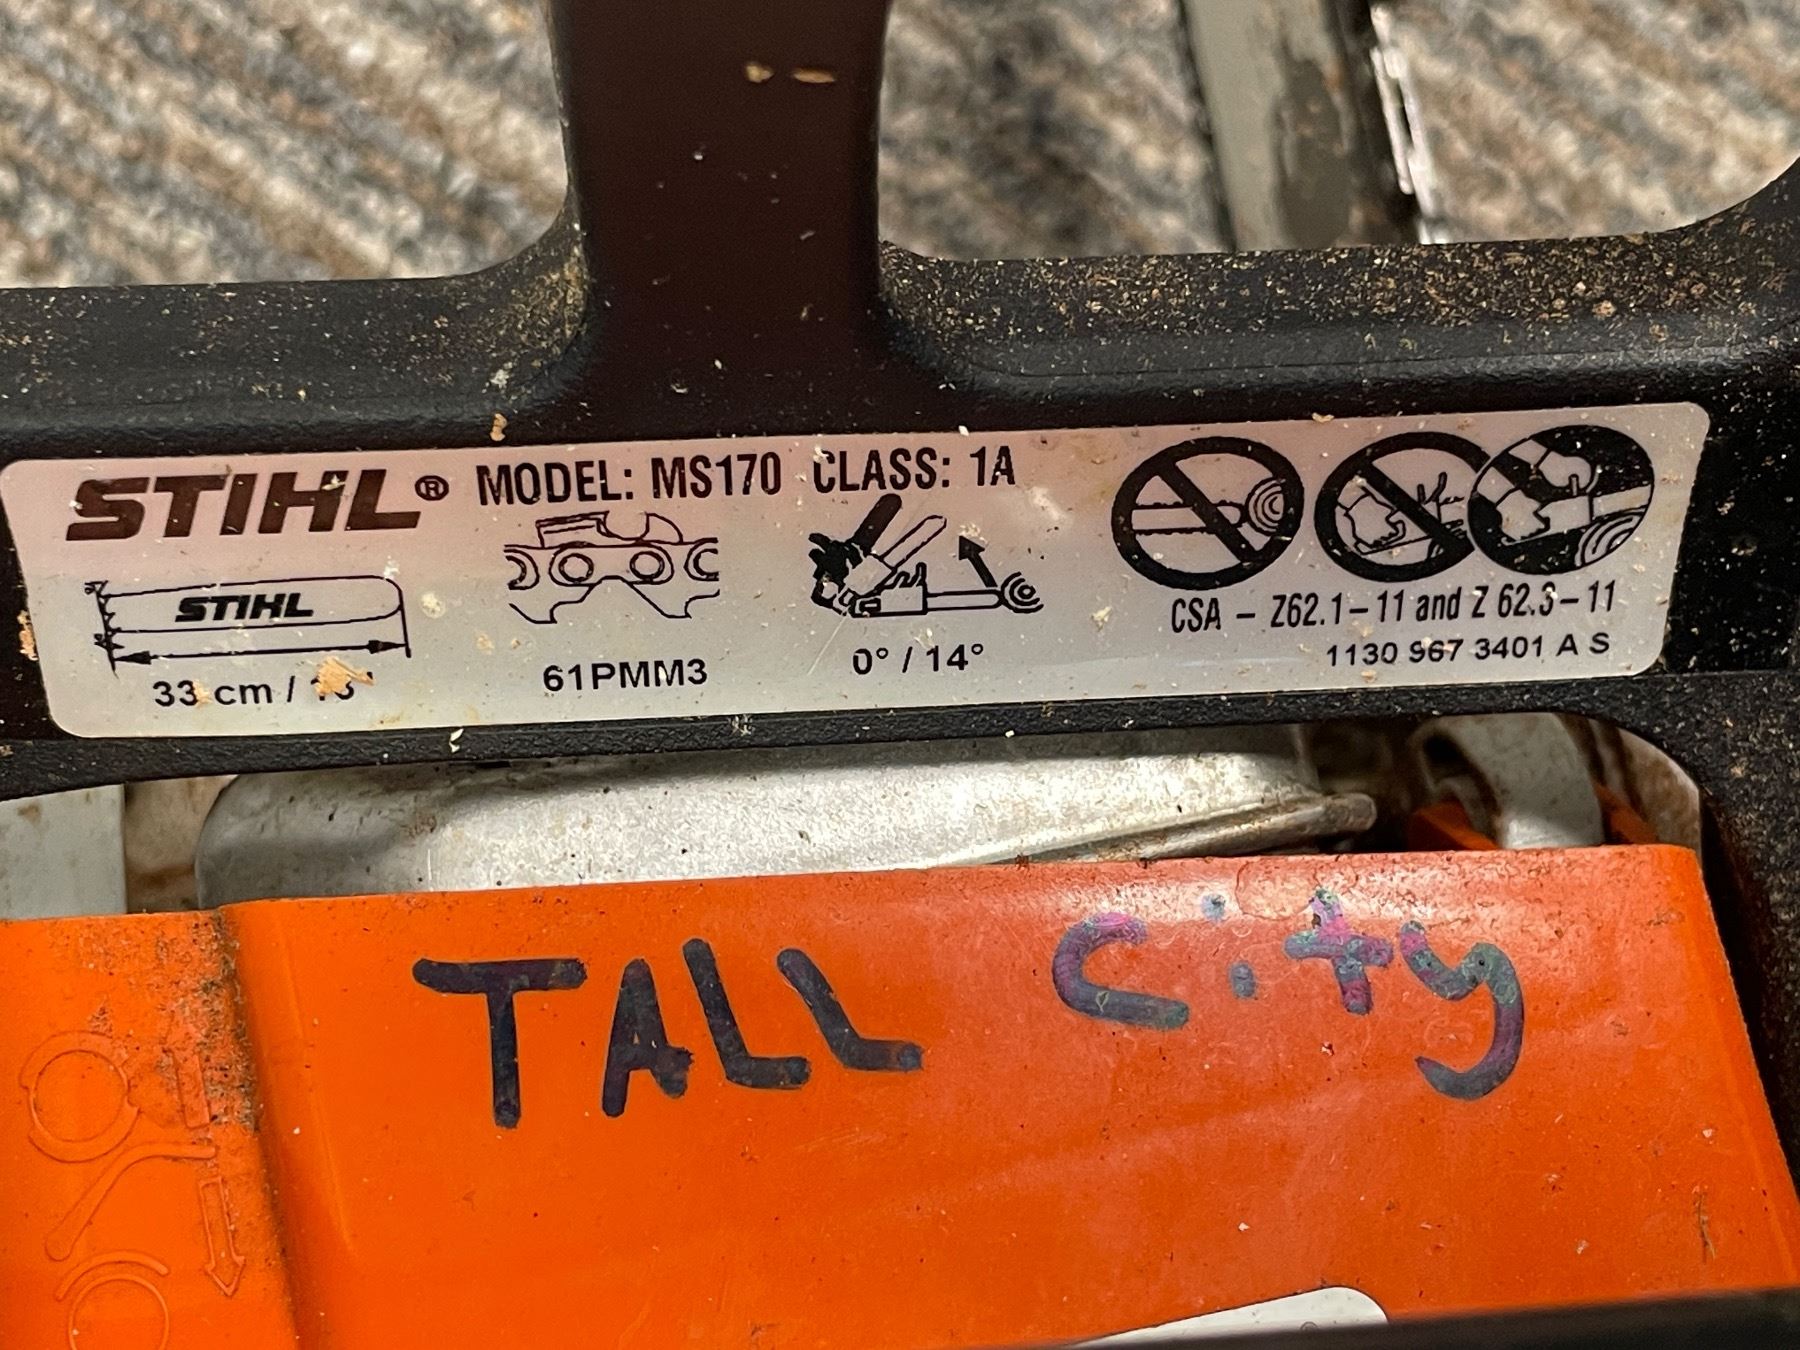 STIHL® MODEL: MS170 CLASS: 1A
STIHL
33 cm /
61PMM3
0° / 14°
CSA - Z62.1-11 and Z 62.3-11
1130 967 3401 A S
TALL City